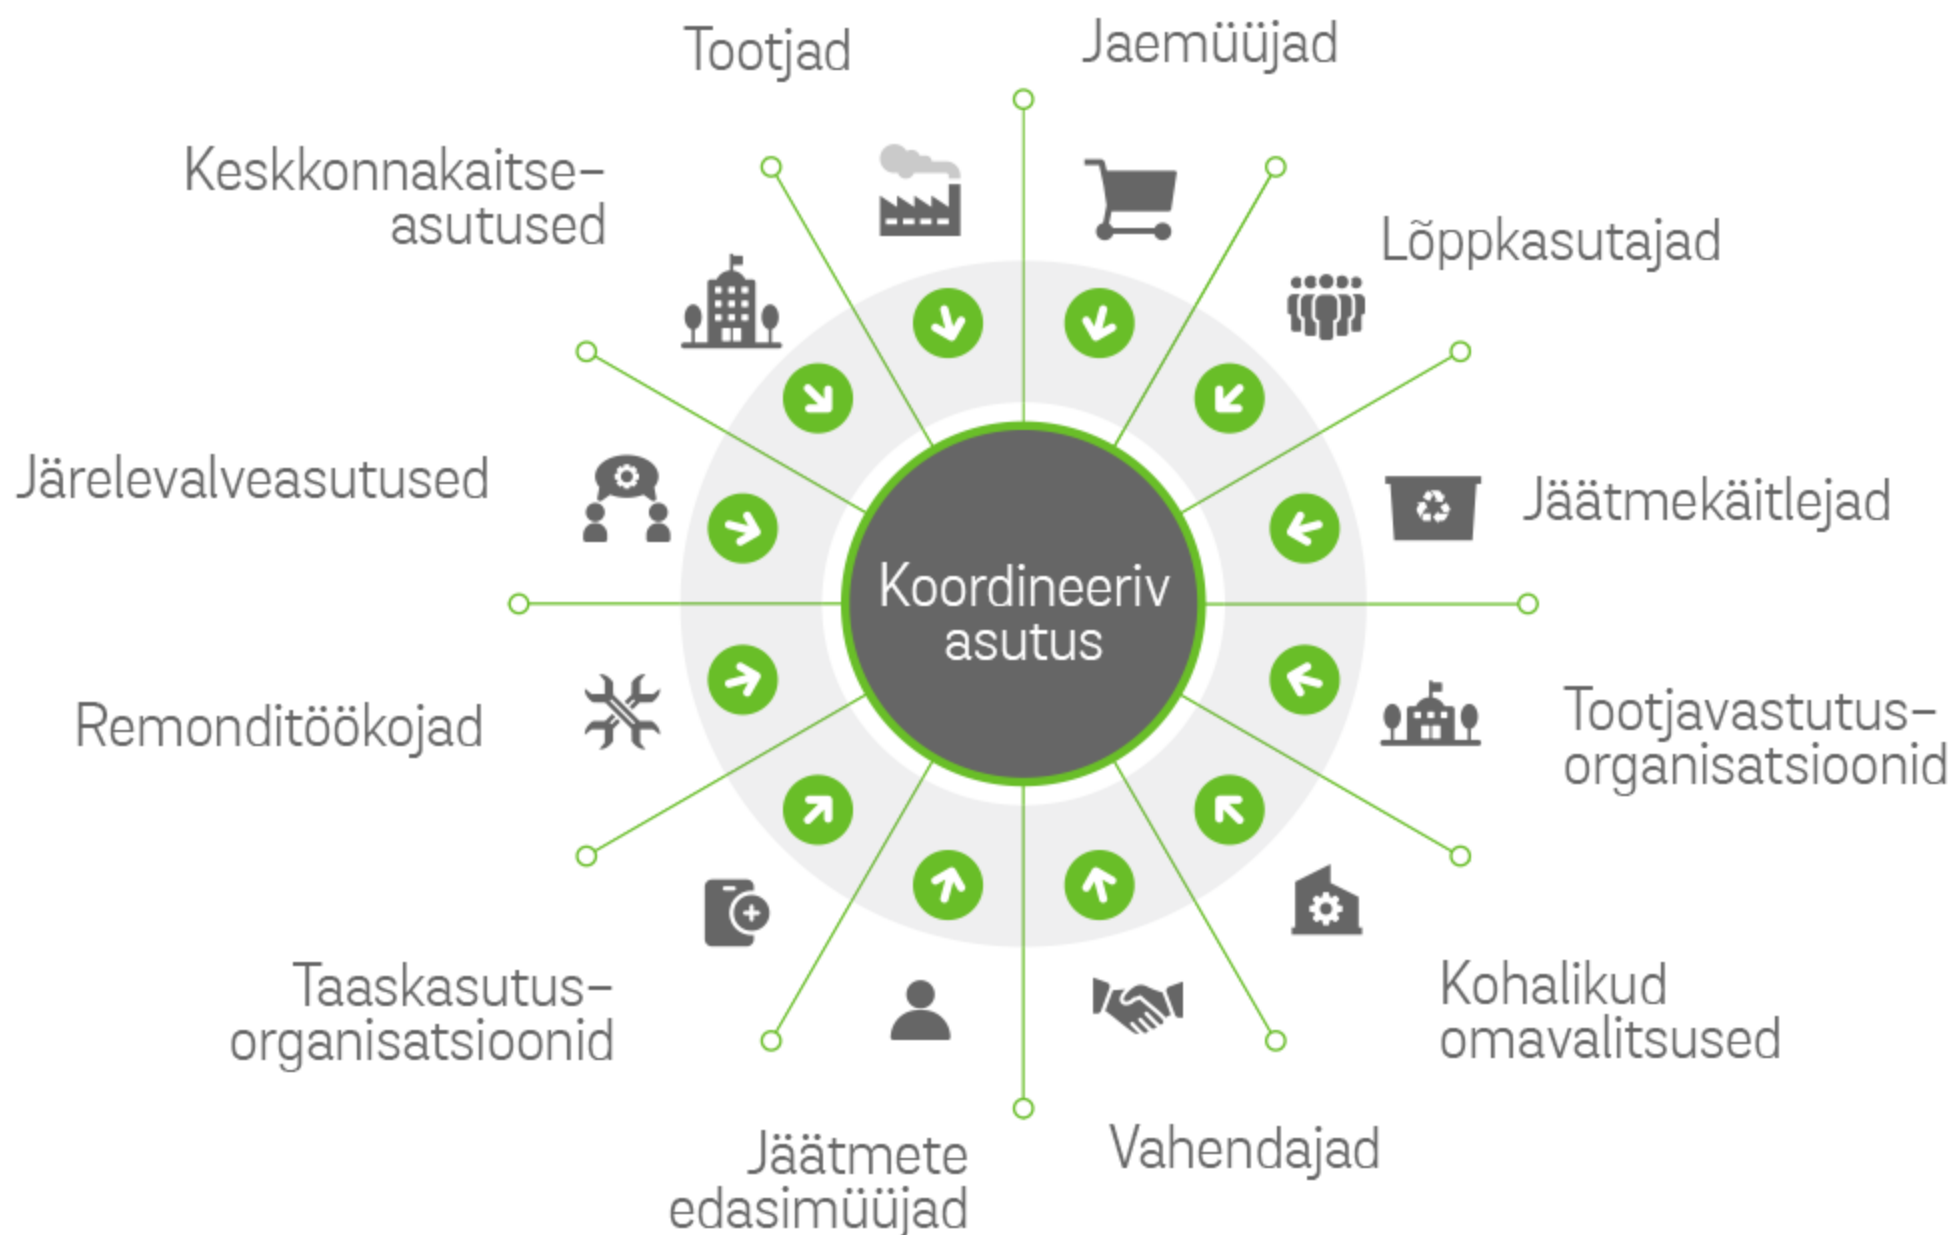 Tootjad
Jaemüüjad
Keskkonnakaitse-
asutused
Lõppkasutajad
Järelevalveasutused
Jäätmekäitlejad
Koordineeriv
asutus
Remonditöökojad
Tootjavastutus-
organisatsioonid
Taaskasutus-
organisatsioonid
Kohalikud
omavalitsused
Jäätmete
edasimüüjad
Vahendajad